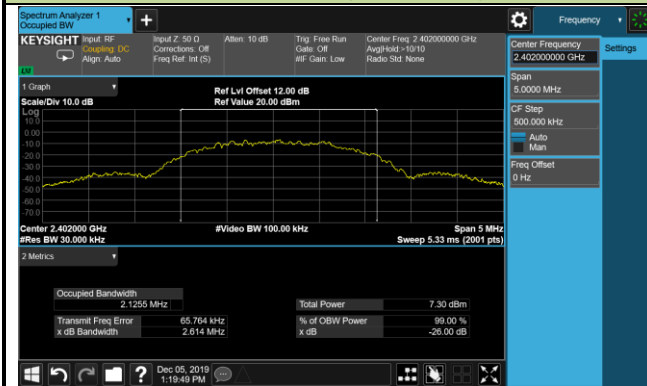 Spectrum Analyzer 1
Occupied BW
+
Frequency
KEYSIGHT
Input: RF
Coupling: DC
Align: Auto
Input Z: 50 Ω
Corrections: Off
Freq Ref: Int (S)
Atten: 10 dB
Trig: Free Run
Gate: Off
#IF Gain: Low
Center Freq: 2.402000000 GHz
Avg|Hold:>10/10
Radio Std: None
Center Frequency
2.402000000 GHz
Settings
Span
5.0000 MHz
CF Step
500.000 kHz
Auto
Man
Freq Offset
0 Hz
1 Graph
Scale/Div 10.0 dB
Ref Lvl Offset 12.00 dB
Ref Value 20.00 dBm
Log
10.0
0.00
-10.0
-20.0
-30.0
-40.0
-50.0
-60.0
-70.0
Center 2.402000 GHz
#Res BW 30.000 kHz
#Video BW 100.00 kHz
Span 5 MHz
Sweep 5.33 ms (2001 pts)
2 Metrics
Occupied Bandwidth
2.1255 MHz
Transmit Freq Error 65.764 kHz
x dB Bandwidth 2.614 MHz
Total Power 7.30 dBm
% of OBW Power 99.00 %
x dB -26.00 dB
?
Dec 05, 2019
1:19:49 PM